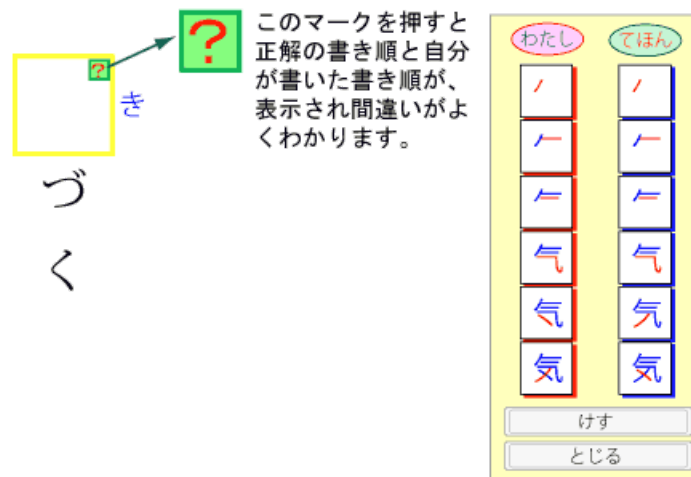 ?
?
このマークを押すと
正解の書き順と自分
が書いた書き順が、
表示され間違いがよ
くわかります。
き
づ
く
わたし
てほん
気
気
気
気
けす
とじる